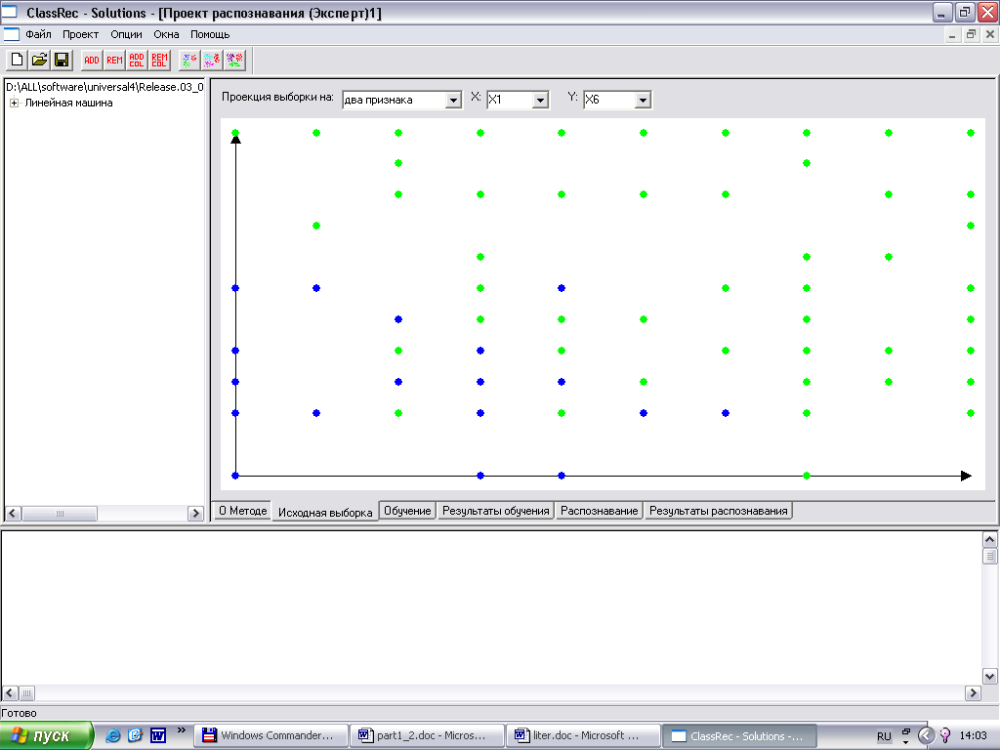 ClassRec - Solutions - [Проект распознавания (Эксперт)1]
Файл Проект Опции Окна Помощь
ADD REM ADD COL REM COL
D:\ALL\software\universal4\Release.03_0
Линейная машина
Проекция выборки на: два признака X: X1 Y: X6
О Методе Исходная выборка Обучение Результаты обучения Распознавание Результаты распознавания
Готово
пуск Windows Commander... part1_2.doc - Micros... liter.doc - Microsoft ... ClassRec - Solutions -... RU 14:03